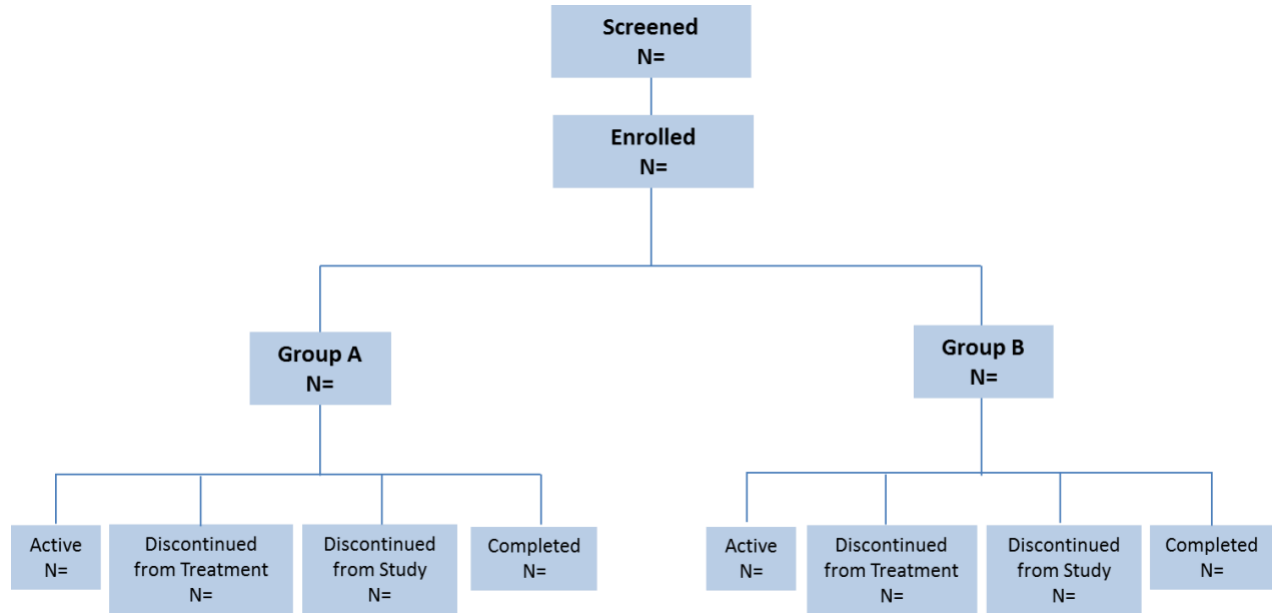 Screened
N=
Enrolled
N=
Group A
N=
Group B
N=
Active
N=
Discontinued
from Treatment
N=
Discontinued
from Study
N=
Completed
N=
Active
N=
Discontinued
from Treatment
N=
Discontinued
from Study
N=
Completed
N=